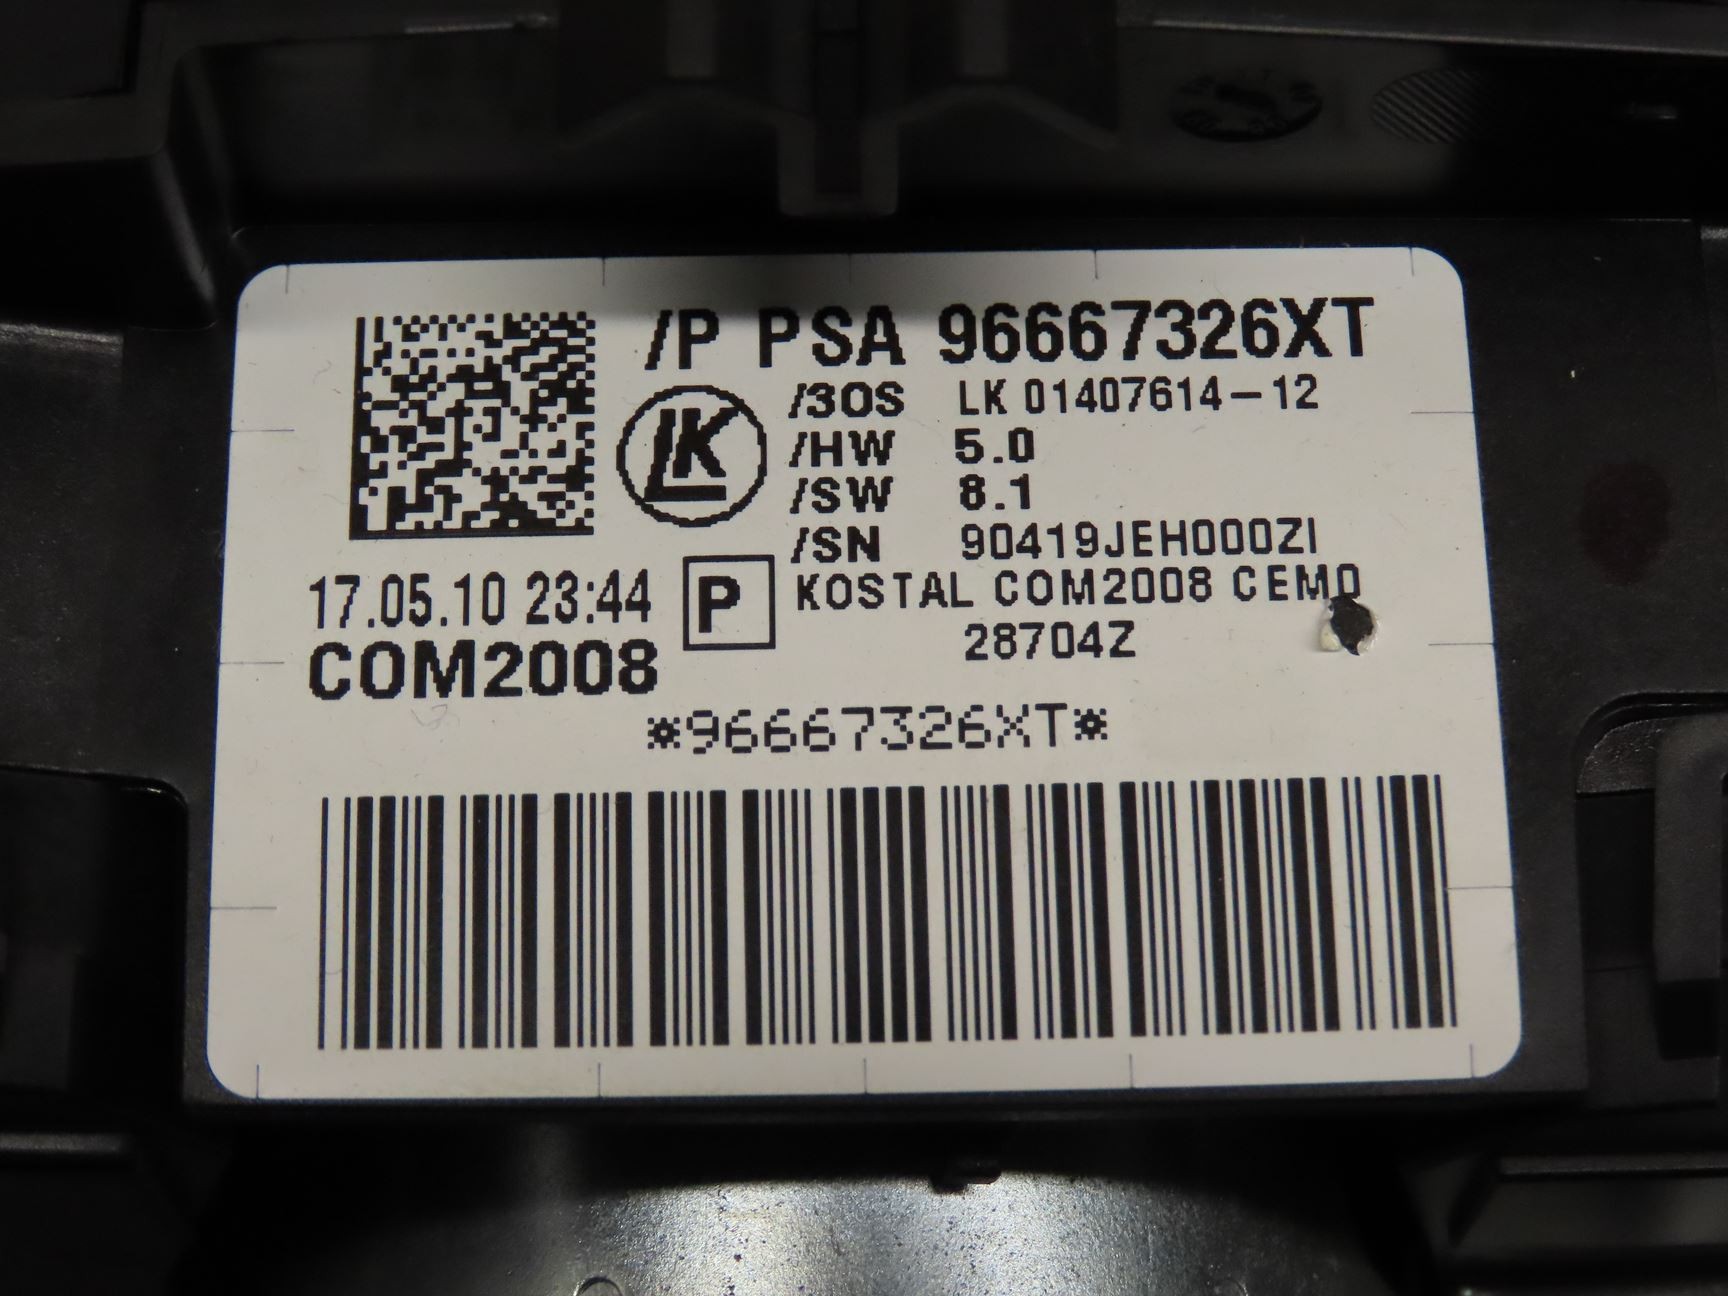 /P PSA 96667326XT
LK
/3OS LK 01407614-12
/HW 5.0
/SW 8.1
/SN 90419JEH000ZI
17.05.10 23:44 P KOSTAL COM2008 CEM0
28704Z
COM2008
*96667326XT*